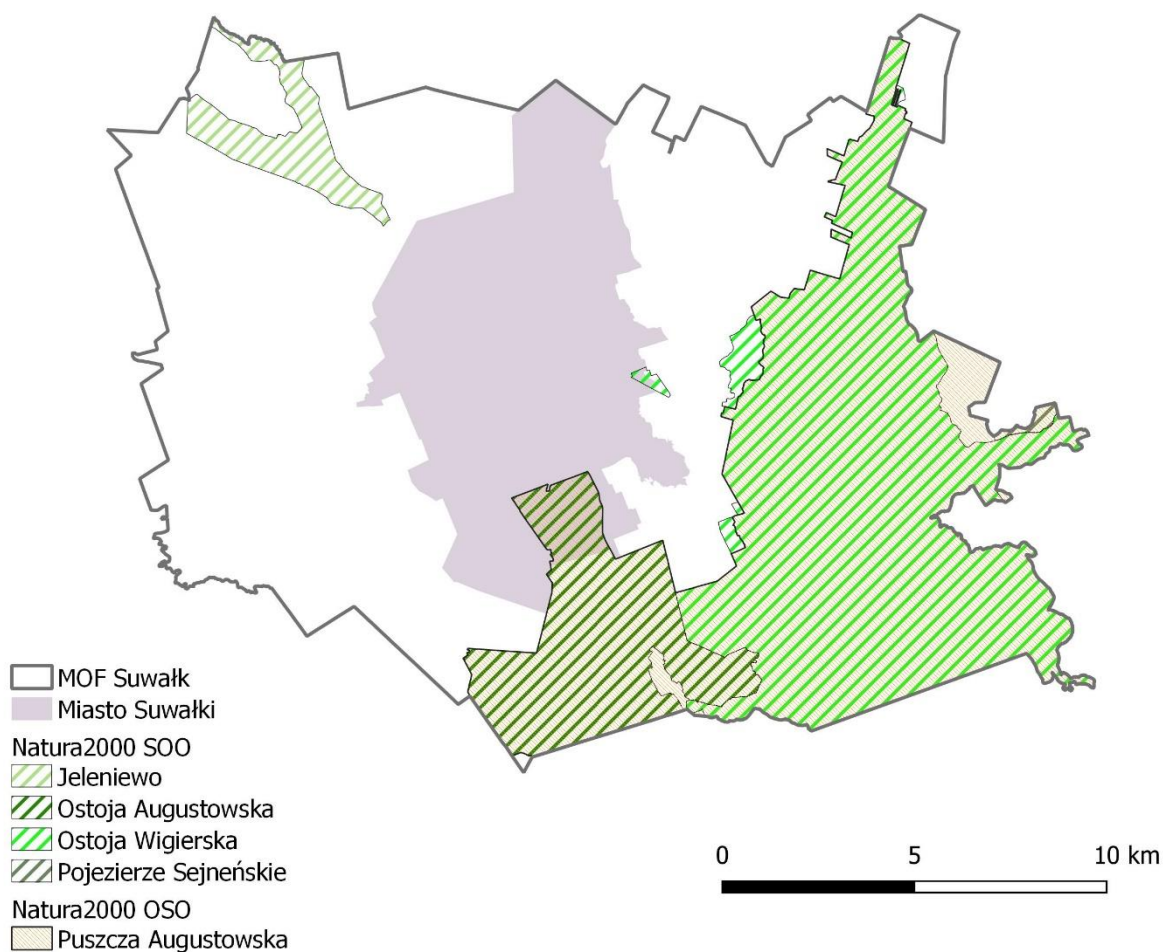 MOF Suwałk
Miasto Suwałki
Natura2000 SOO
Jeleniewo
Ostoja Augustowska
Ostoja Wigierska
Pojezierze Sejneńskie
Natura2000 OSO
Puszcza Augustowska
0 5 10 km